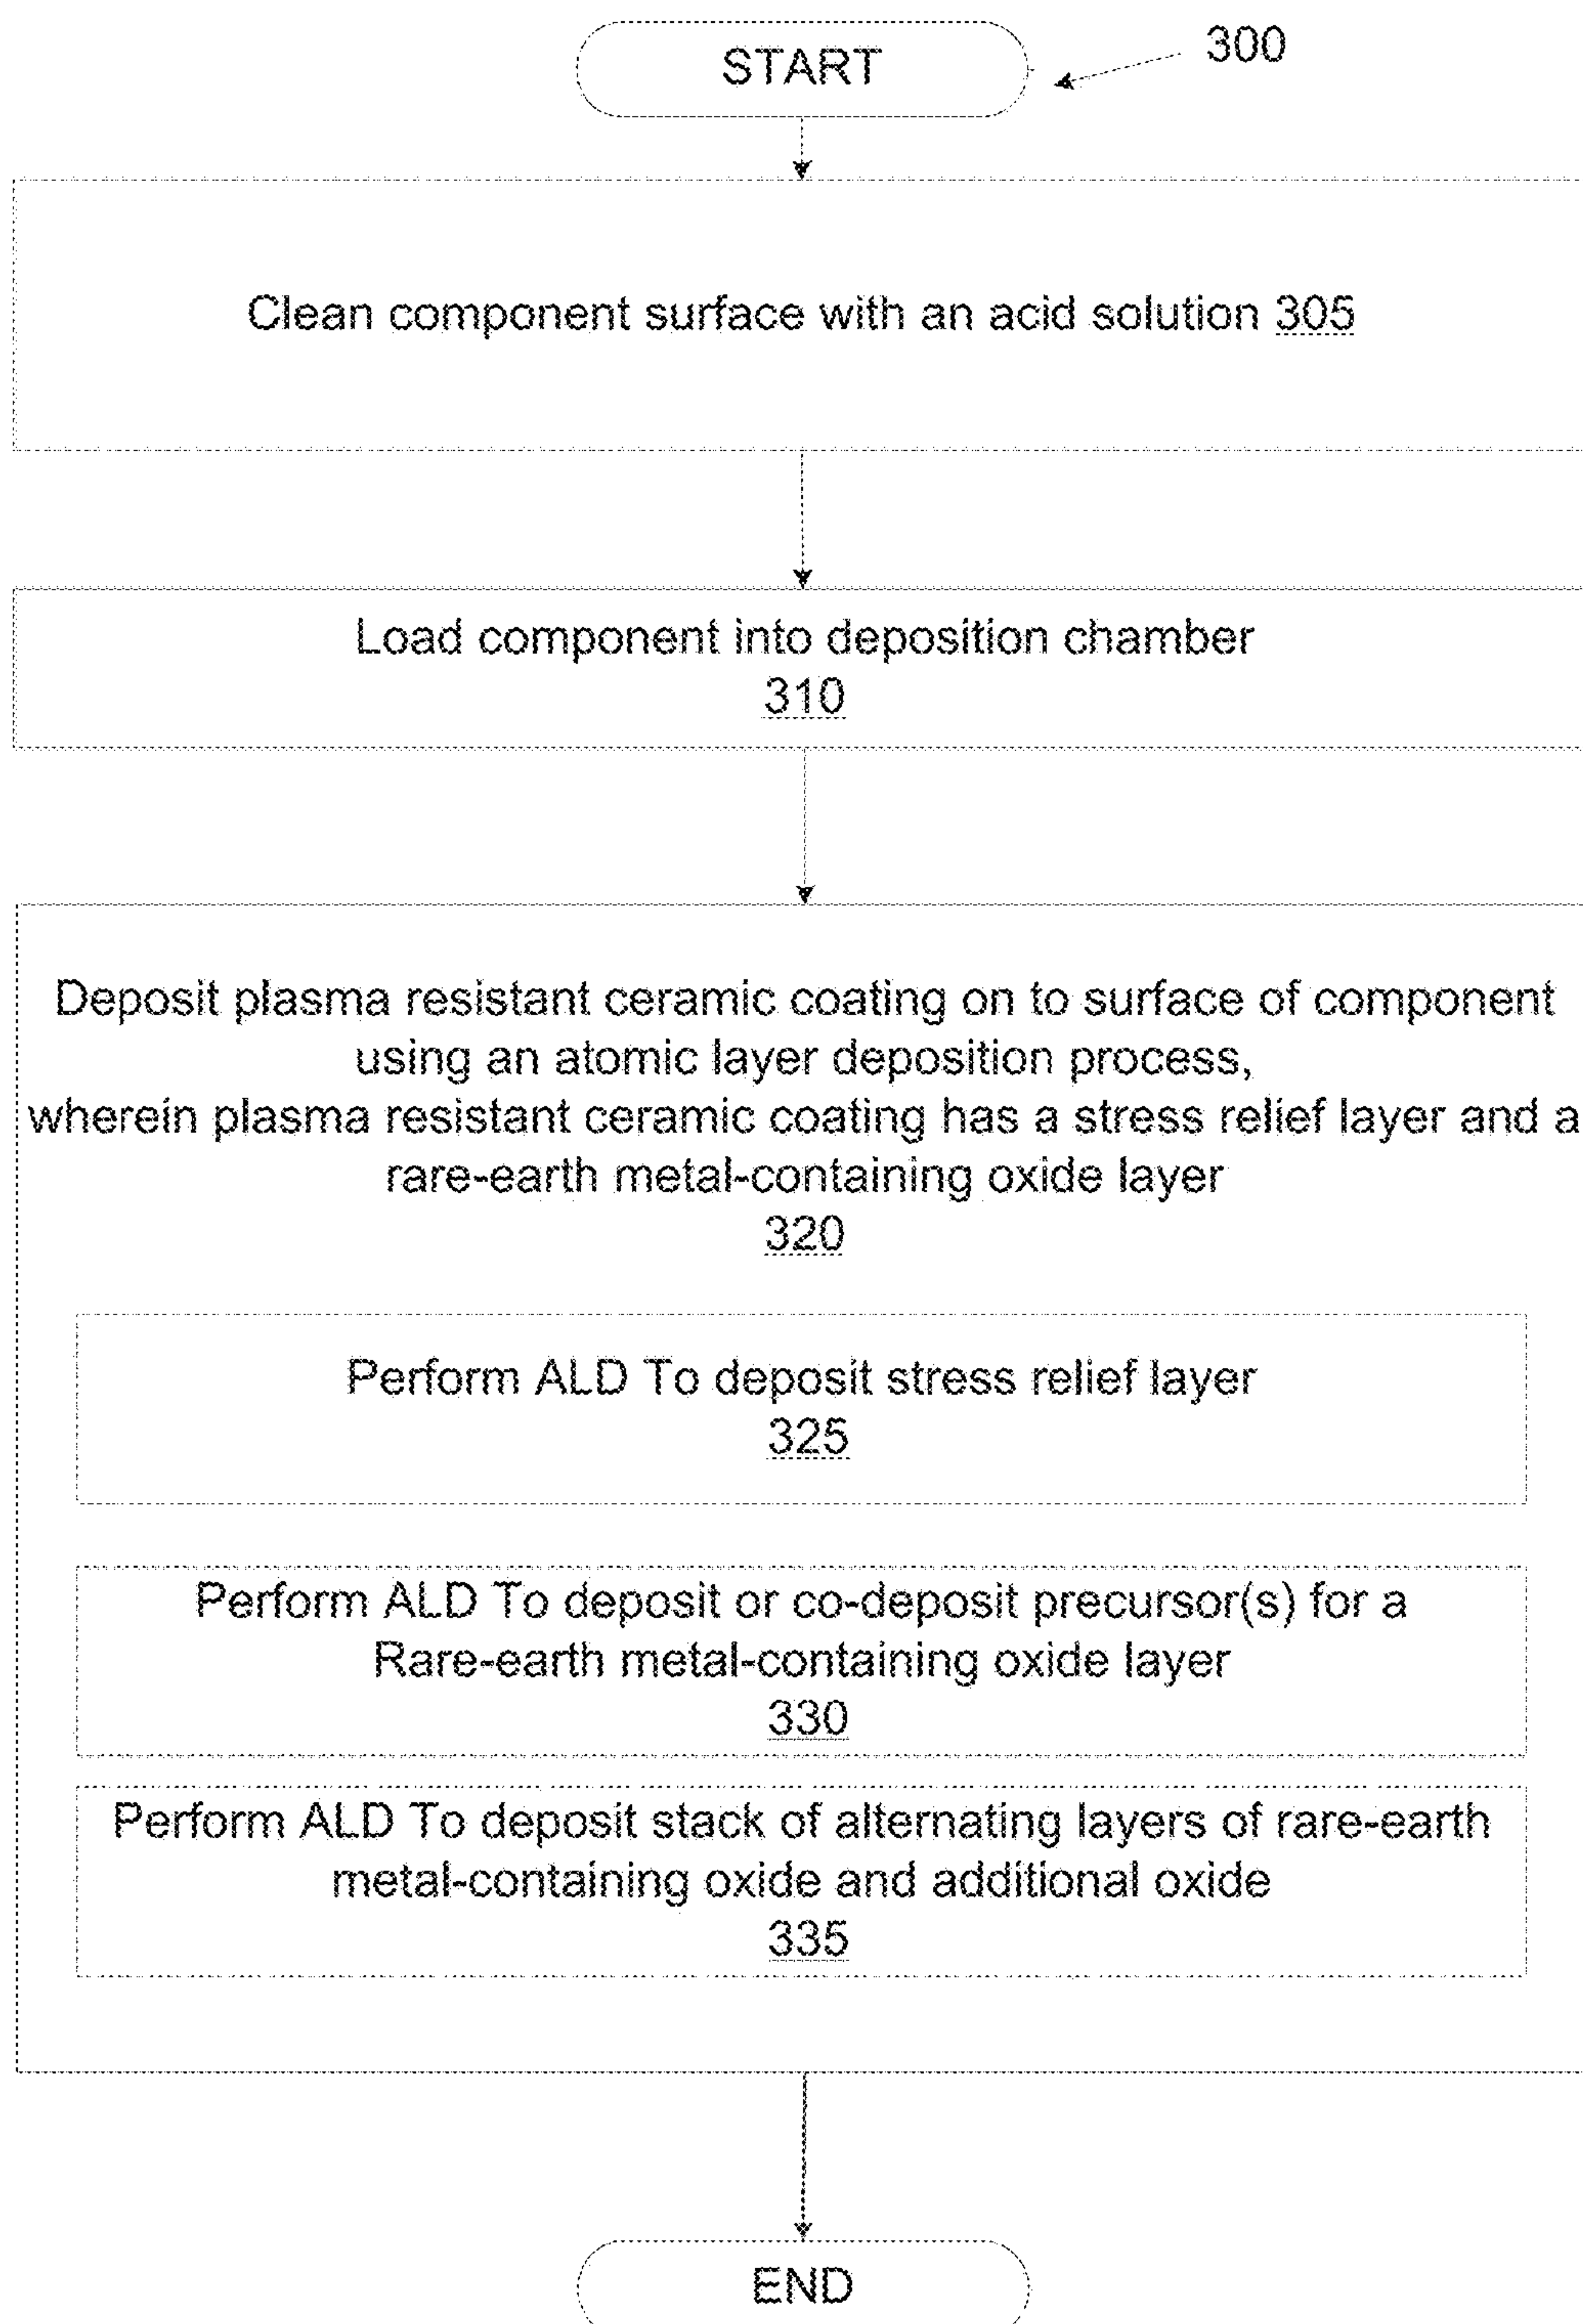 START
300
Clean component surface with an acid solution 305
Load component into deposition chamber
310
Deposit plasma resistant ceramic coating on to surface of component
using an atomic layer deposition process,
wherein plasma resistant ceramic coating has a stress relief layer and a
rare-earth metal-containing oxide layer
320
Perform ALD To deposit stress relief layer
325
Perform ALD To deposit or co-deposit precursor(s) for a
Rare-earth metal-containing oxide layer
330
Perform ALD To deposit stack of alternating layers of rare-earth
metal-containing oxide and additional oxide
335
END